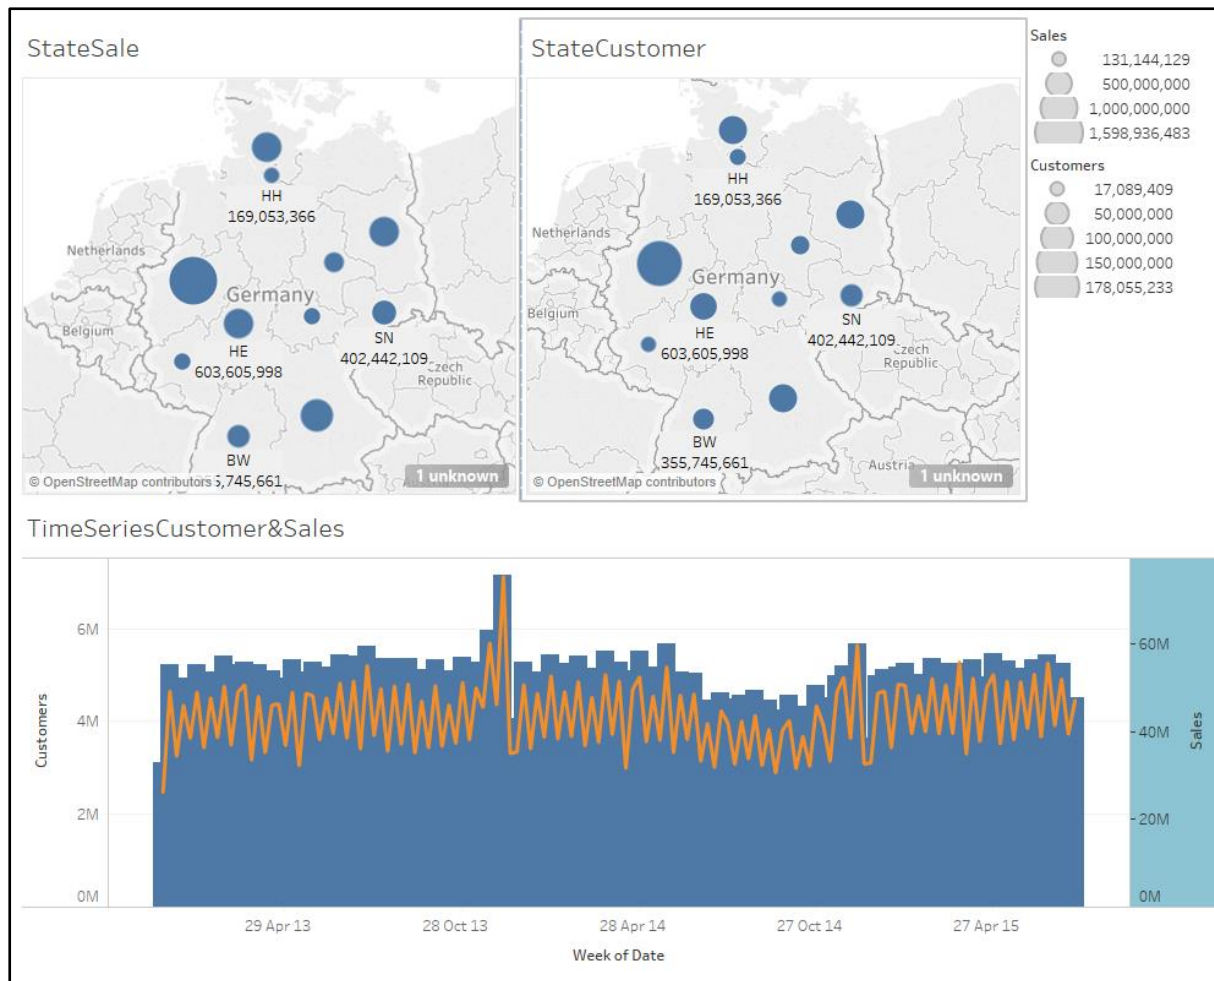 StateSale
HH
169,053,366
Netherlands
Germany
Belgium
HE
603,605,998
SN
402,442,109
Czech
Republic
BW
5,745,661
© OpenStreetMap contributors
1 unknown
StateCustomer
HH
169,053,366
Netherlands
Germany
Belgium
HE
603,605,998
SN
402,442,109
Czech
Republic
BW
355,745,661
Austria
© OpenStreetMap contributors
1 unknown
Sales
131,144,129
500,000,000
1,000,000,000
1,598,936,483
Customers
17,089,409
50,000,000
100,000,000
150,000,000
178,055,233
TimeSeriesCustomer&Sales
Customers
6M
4M
2M
0M
60M
40M
20M
0M
Sales
29 Apr 13
28 Oct 13
28 Apr 14
27 Oct 14
27 Apr 15
Week of Date